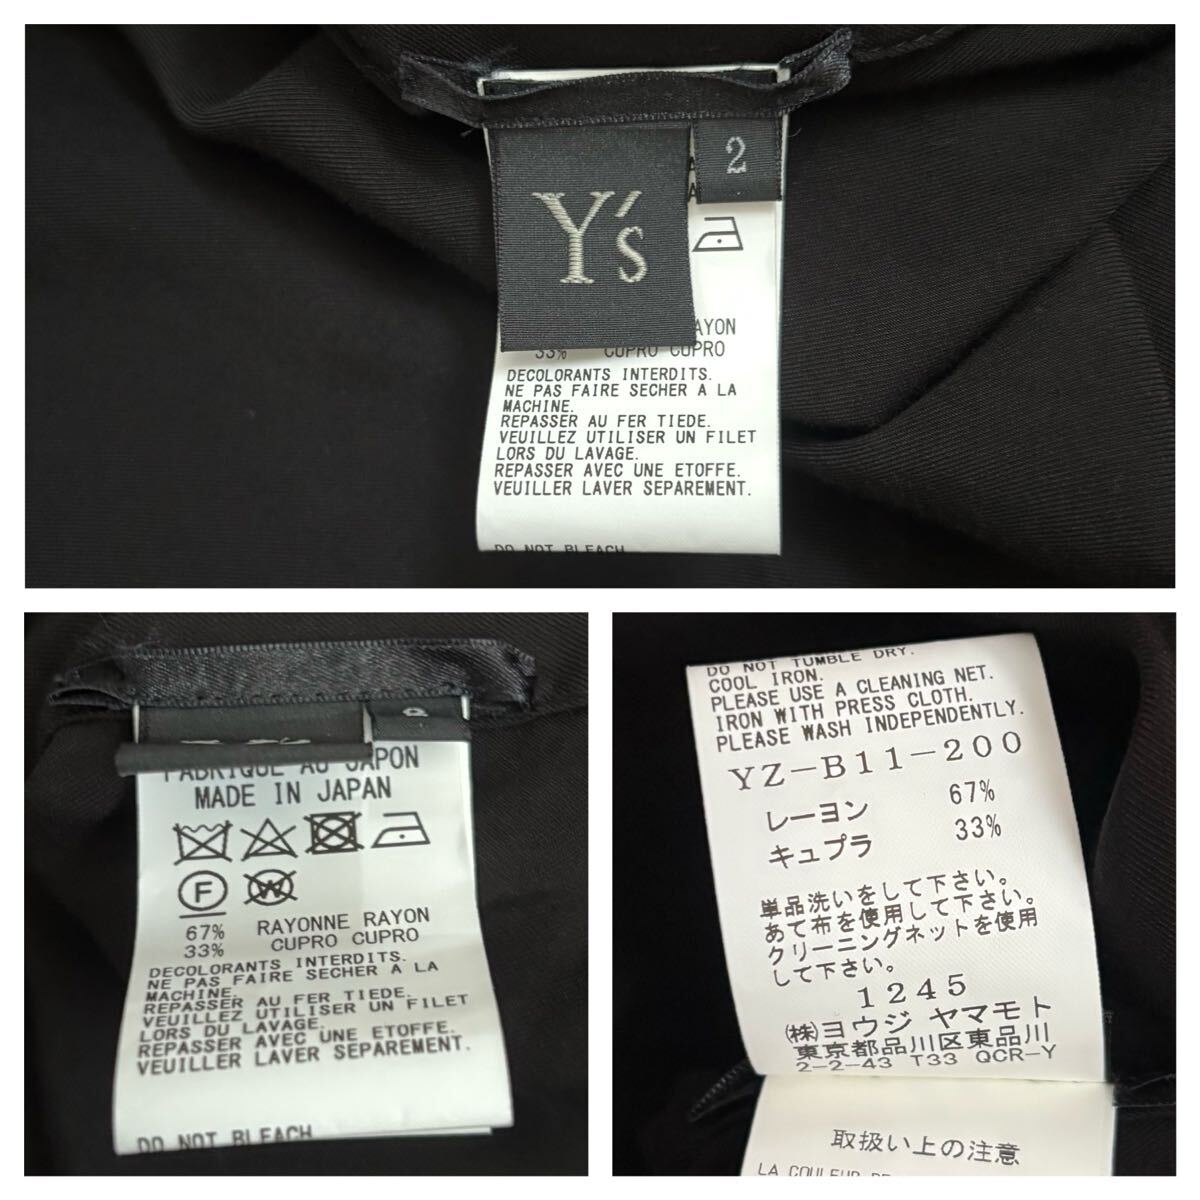 Y's
2
RAYON
33% CUPRO CUPRO
DECOLORANTS INTERDITS.
NE PAS FAIRE SECHER A LA
MACHINE.
REPASSER AU FER TIEDE.
VEUILLEZ UTILISER UN FILET
LORS DU LAVAGE.
REPASSER AVEC UNE ETOFFE.
VEUILLER LAVER SEPAREMENT.
DO NOT BLEACH
FABRIQUE AU JAPON
MADE IN JAPAN
F
W
67% RAYONNE RAYON
33% CUPRO CUPRO
DECOLORANTS INTERDITS.
NE PAS FAIRE SECHER A LA
MACHINE.
REPASSER AU FER TIEDE.
VEUILLEZ UTILISER UN FILET
LORS DU LAVAGE.
REPASSER AVEC UNE ETOFFE.
VEUILLER LAVER SEPAREMENT.
DO NOT BLEACH
DO NOT TUMBLE DRY.
COOL IRON.
PLEASE USE A CLEANING NET.
IRON WITH PRESS CLOTH.
PLEASE WASH INDEPENDENTLY.
YZ-B11-200
レーヨン 67%
キュプラ 33%
単品洗いをして下さい。
あて布を使用して下さい。
クリーニングネットを使用
して下さい。
1245
㈱ヨウジ ヤマモト
東京都品川区東品川
2-2-43 T33 QCR-Y
取扱い上の注意
LA COULEUR